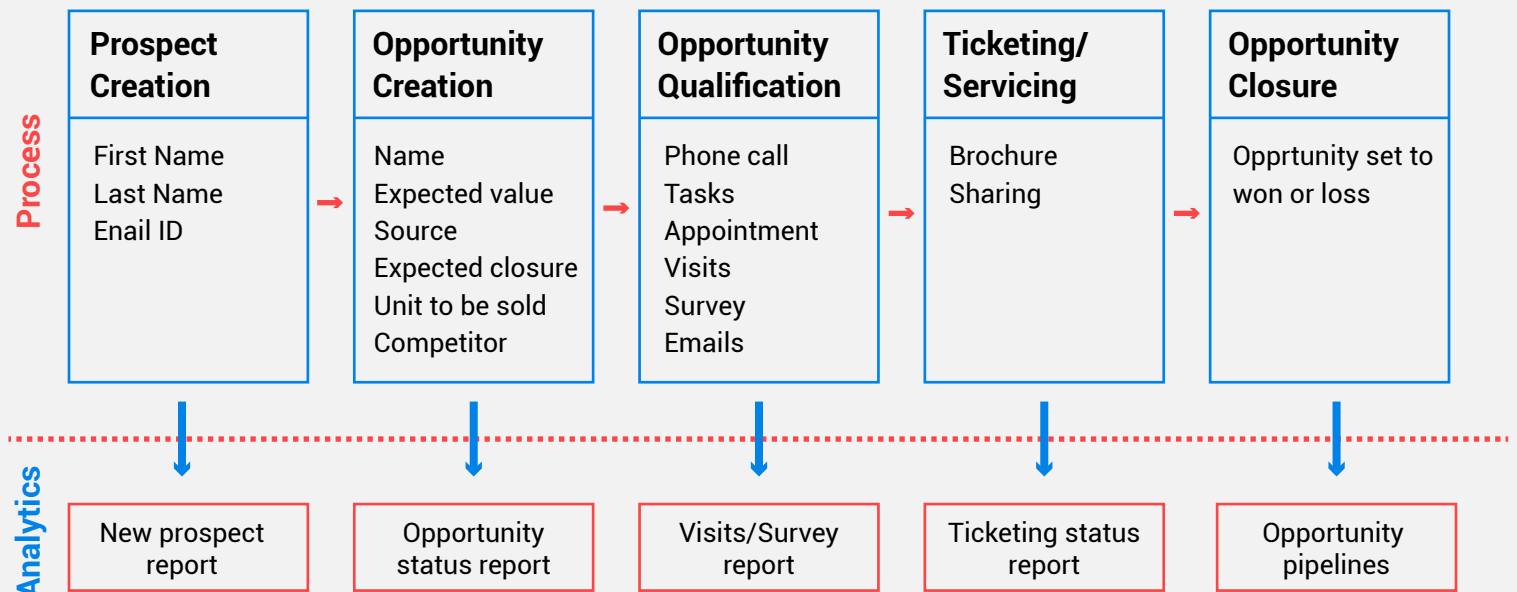 Process
Prospect
Creation
First Name
Last Name
Enail ID
Opportunity
Creation
Name
Expected value
Source
Expected closure
Unit to be sold
Competitor
Opportunity
Qualification
Phone call
Tasks
Appointment
Visits
Survey
Emails
Ticketing/
Servicing
Brochure
Sharing
Opportunity
Closure
Opprtunity set to
won or loss
Analytics
New prospect
report
Opportunity
status report
Visits/Survey
report
Ticketing status
report
Opportunity
pipelines